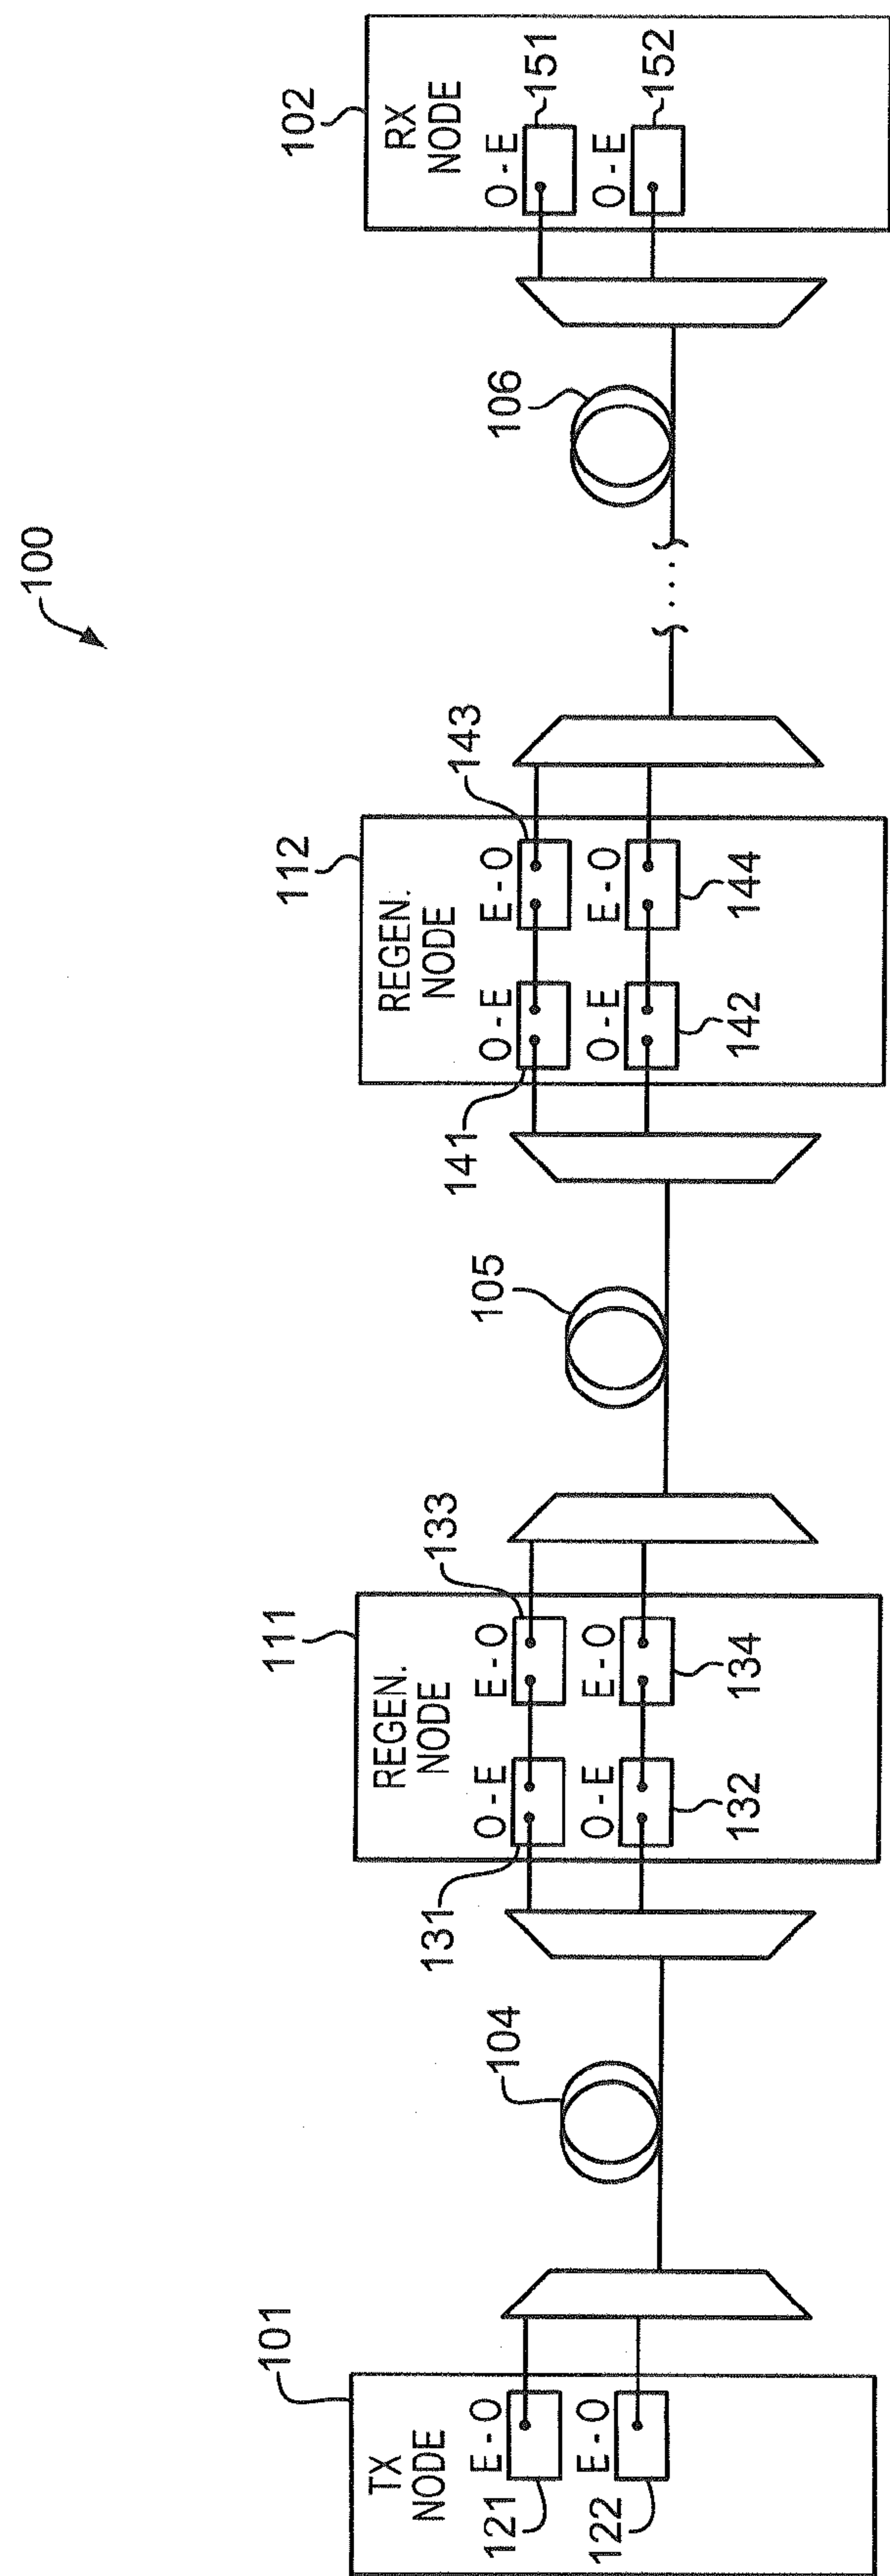 100
101
TX
NODE
E - O
121
E - O
122
104
111
REGEN.
NODE
O - E
E - O
131
133
O - E
E - O
132
134
105
112
REGEN.
NODE
O - E
E - O
141
143
O - E
E - O
142
144
106
102
RX
NODE
O - E
151
O - E
152